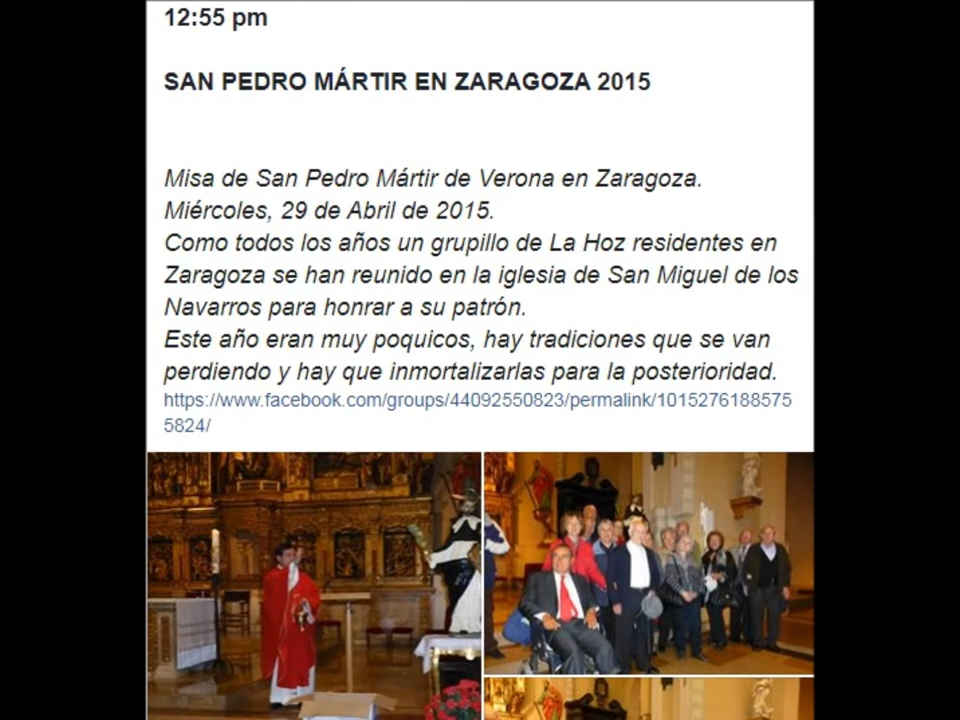 12:55 pm
SAN PEDRO MÁRTIR EN ZARAGOZA 2015
Misa de San Pedro Mártir de Verona en Zaragoza.
Miércoles, 29 de Abril de 2015.
Como todos los años un grupillo de La Hoz residentes en
Zaragoza se han reunido en la iglesia de San Miguel de los
Navarros para honrar a su patrón.
Este año eran muy poquicos, hay tradiciones que se van
perdiendo y hay que inmortalizarlas para la posterioridad.
https://www.facebook.com/groups/44092550823/permalink/1015276188575
5824/